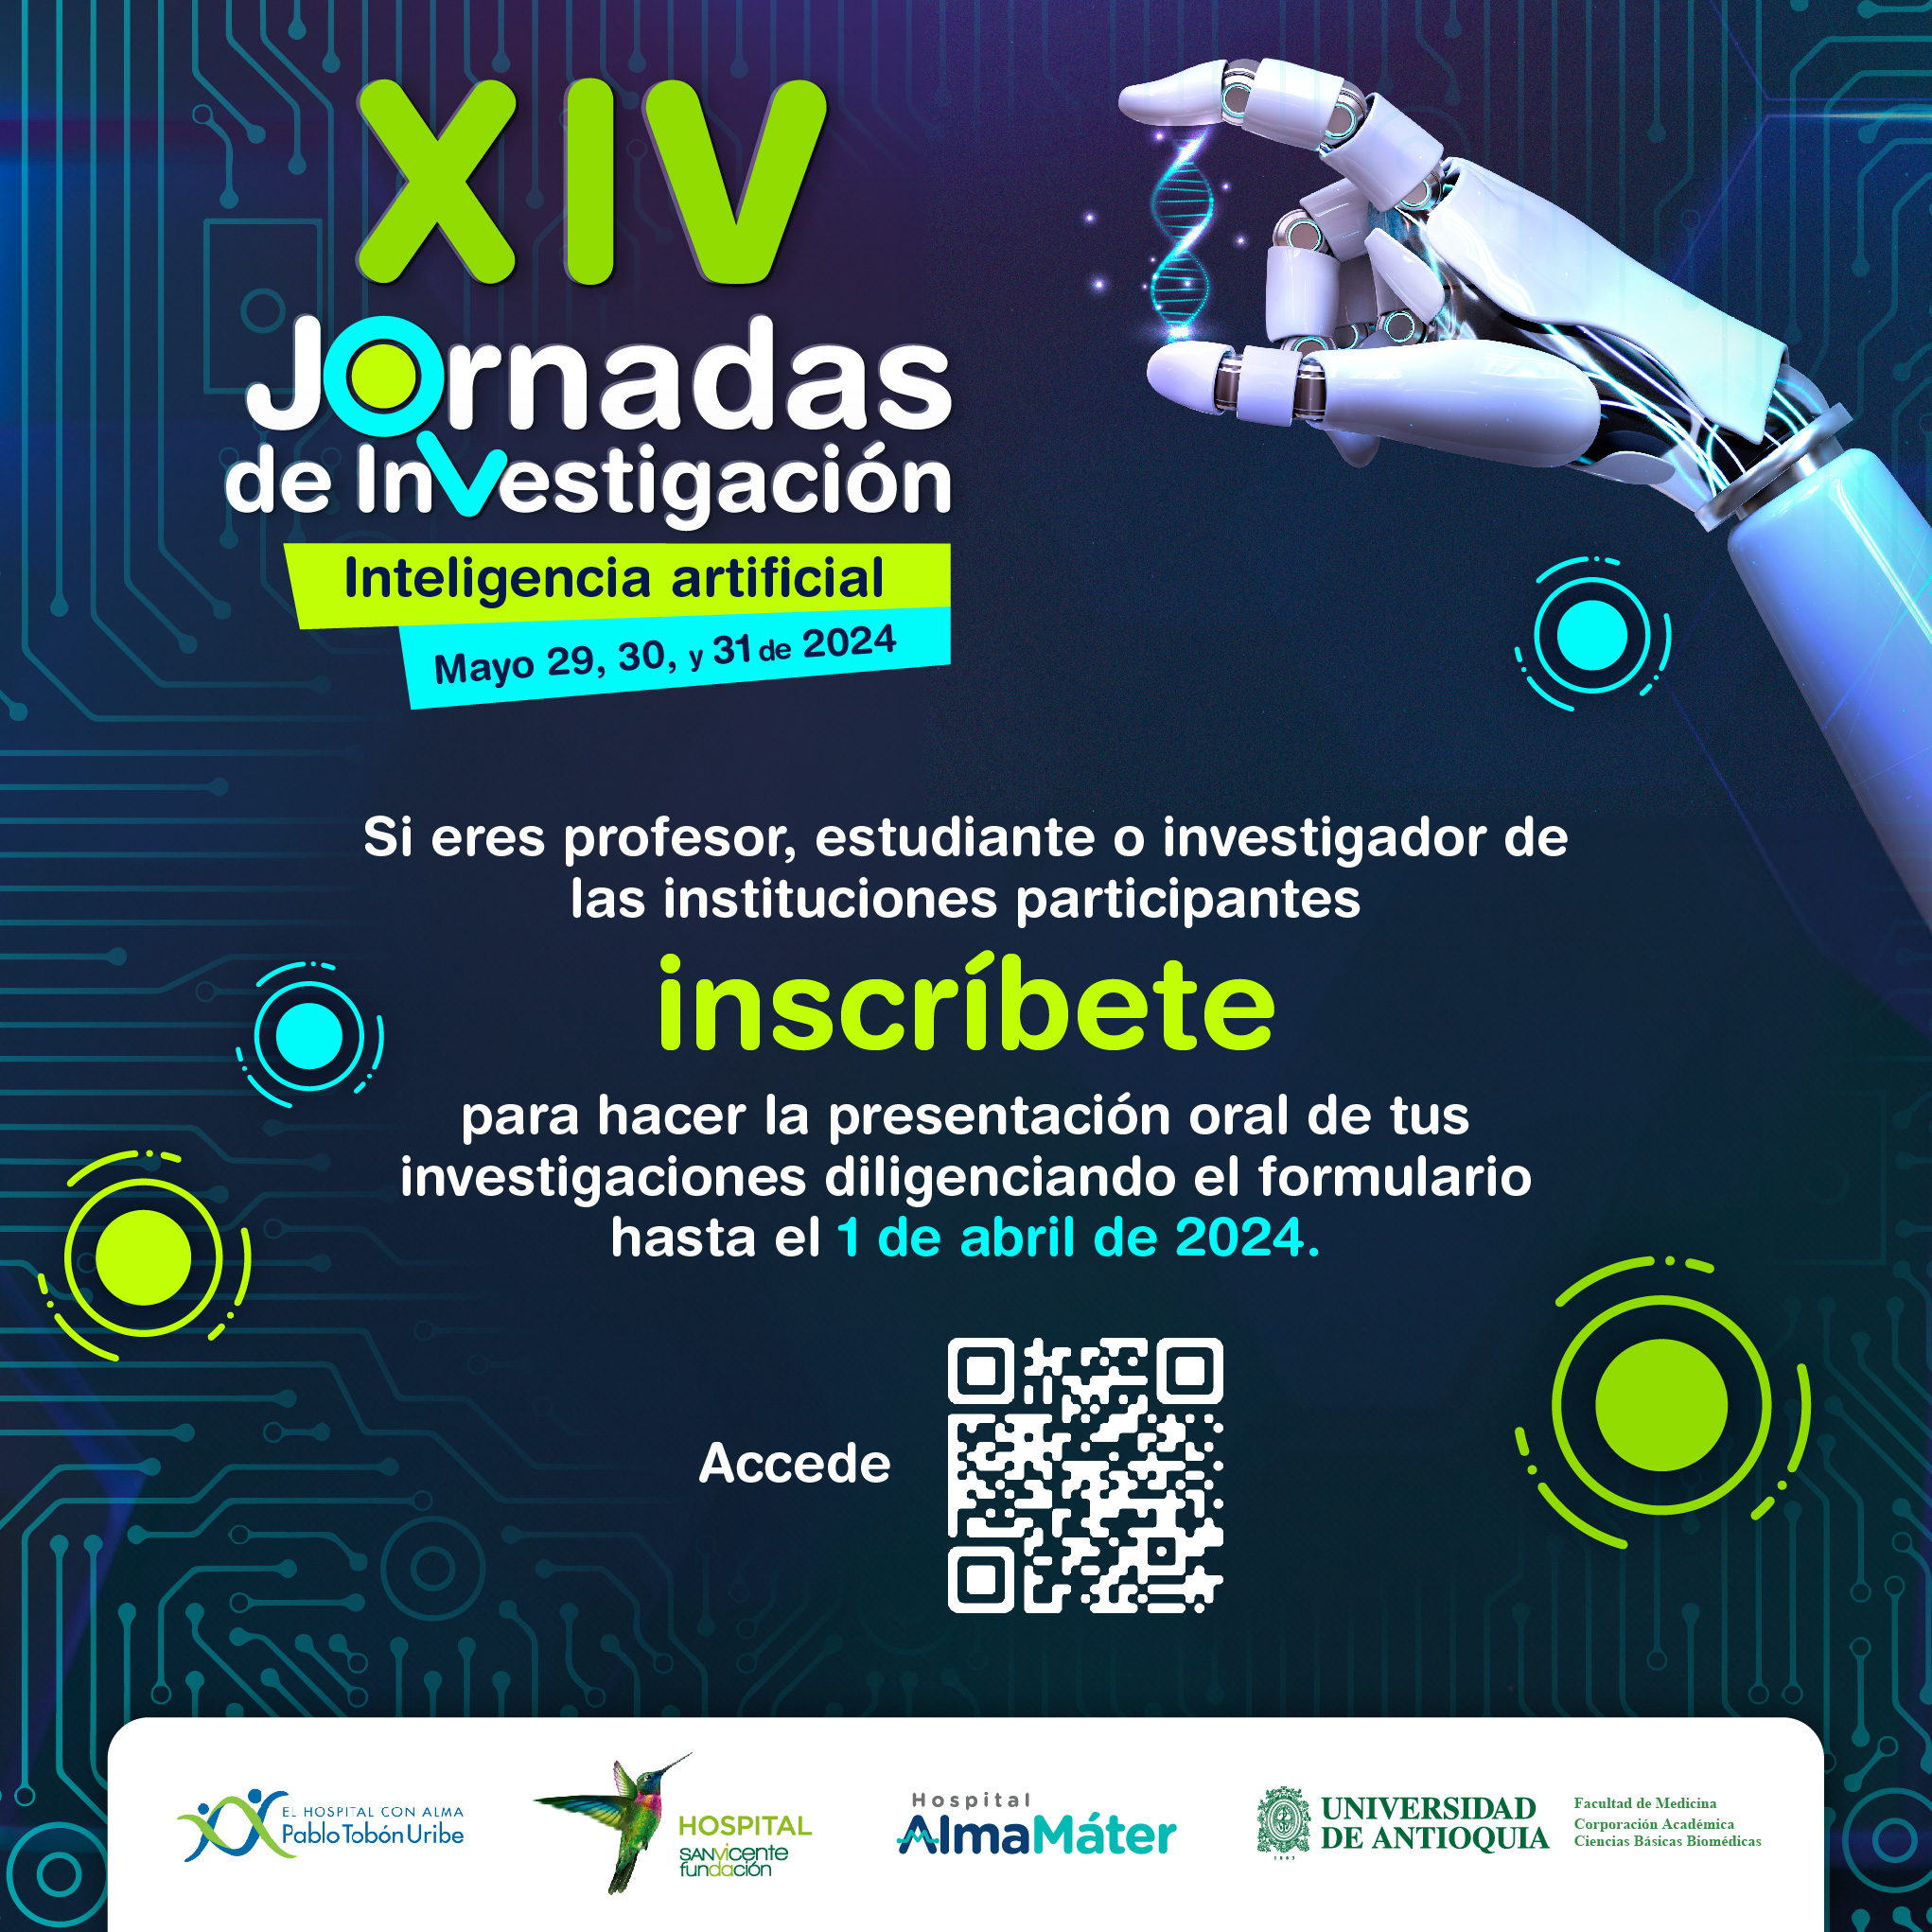 XIV
Jornadas
de Investigación
Inteligencia artificial
Mayo 29, 30, y 31 de 2024
Si eres profesor, estudiante o investigador de
las instituciones participantes
inscríbete
para hacer la presentación oral de tus
investigaciones diligenciando el formulario
hasta el 1 de abril de 2024.
Accede
EL HOSPITAL CON ALMA
Pablo Tobón Uribe
HOSPITAL
SANVICENTE
fundación
Hospital
AlmaMáter
UNIVERSIDAD
DE ANTIOQUIA
1803
Facultad de Medicina
Corporación Académica
Ciencias Básicas Biomédicas